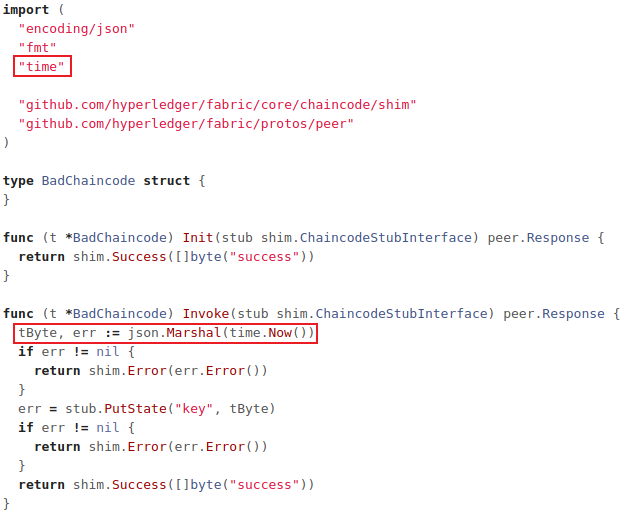 import (
  "encoding/json"
  "fmt"
  "time"

  "github.com/hyperledger/fabric/core/chaincode/shim"
  "github.com/hyperledger/fabric/protos/peer"
)

type BadChaincode struct {
}

func (t *BadChaincode) Init(stub shim.ChaincodeStubInterface) peer.Response {
  return shim.Success([]byte("success"))
}

func (t *BadChaincode) Invoke(stub shim.ChaincodeStubInterface) peer.Response {
  tByte, err := json.Marshal(time.Now())
  if err != nil {
    return shim.Error(err.Error())
  }
  err = stub.PutState("key", tByte)
  if err != nil {
    return shim.Error(err.Error())
  }
  return shim.Success([]byte("success"))
}